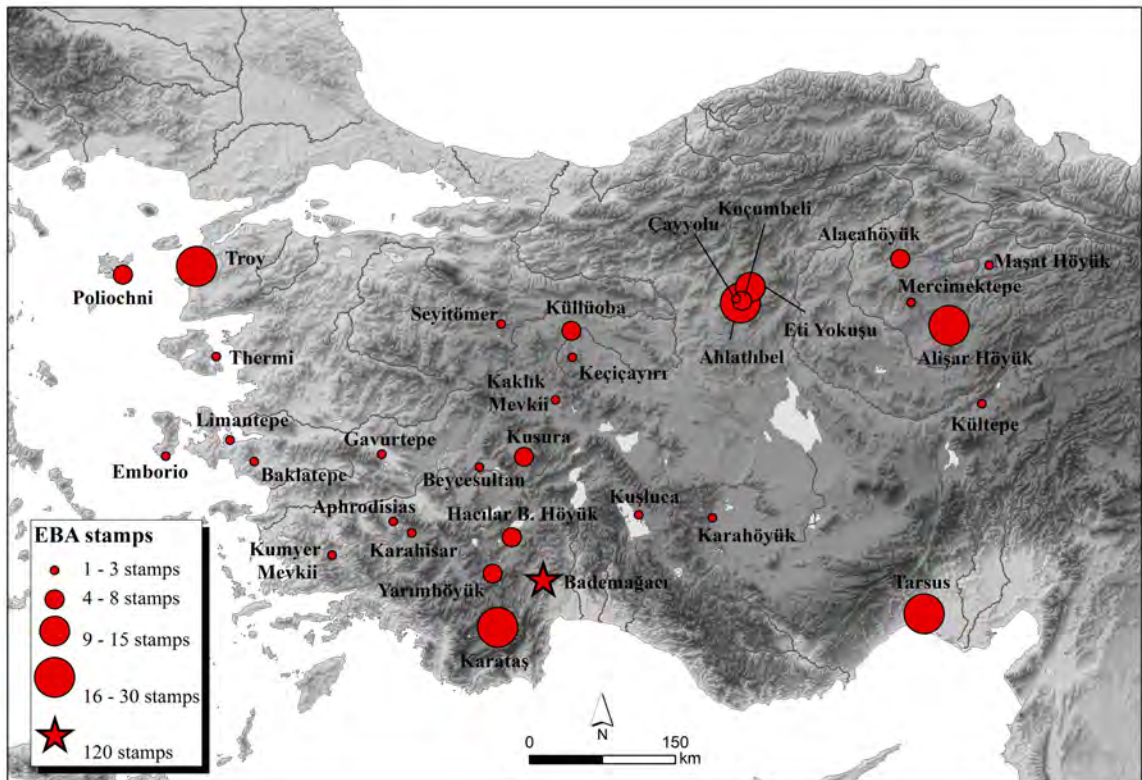 Koçumbeli
Çayyolu
Alacahöyük
Maşat Höyük
Troy
Mercimektepe
Poliochni
Seyitömer
Küllüoba
Eti Yokuşu
Ahlatlıbel
Alişar Höyük
Thermi
Keçiçayırı
Kaklık
Mevkii
Kültepe
Limantepe
Gavurtepe
Kusura
Emborio
Baklatepe
Beycesultan
Kuşluca
Aphrodisias
Hacılar B. Höyük
Karahöyük
Karahisar
Kumyer
Mevkii
Yarımhöyük
Bademağacı
Tarsus
Karataş
EBA stamps
1 - 3 stamps
4 - 8 stamps
9 - 15 stamps
16 - 30 stamps
120 stamps
N
0 150
km